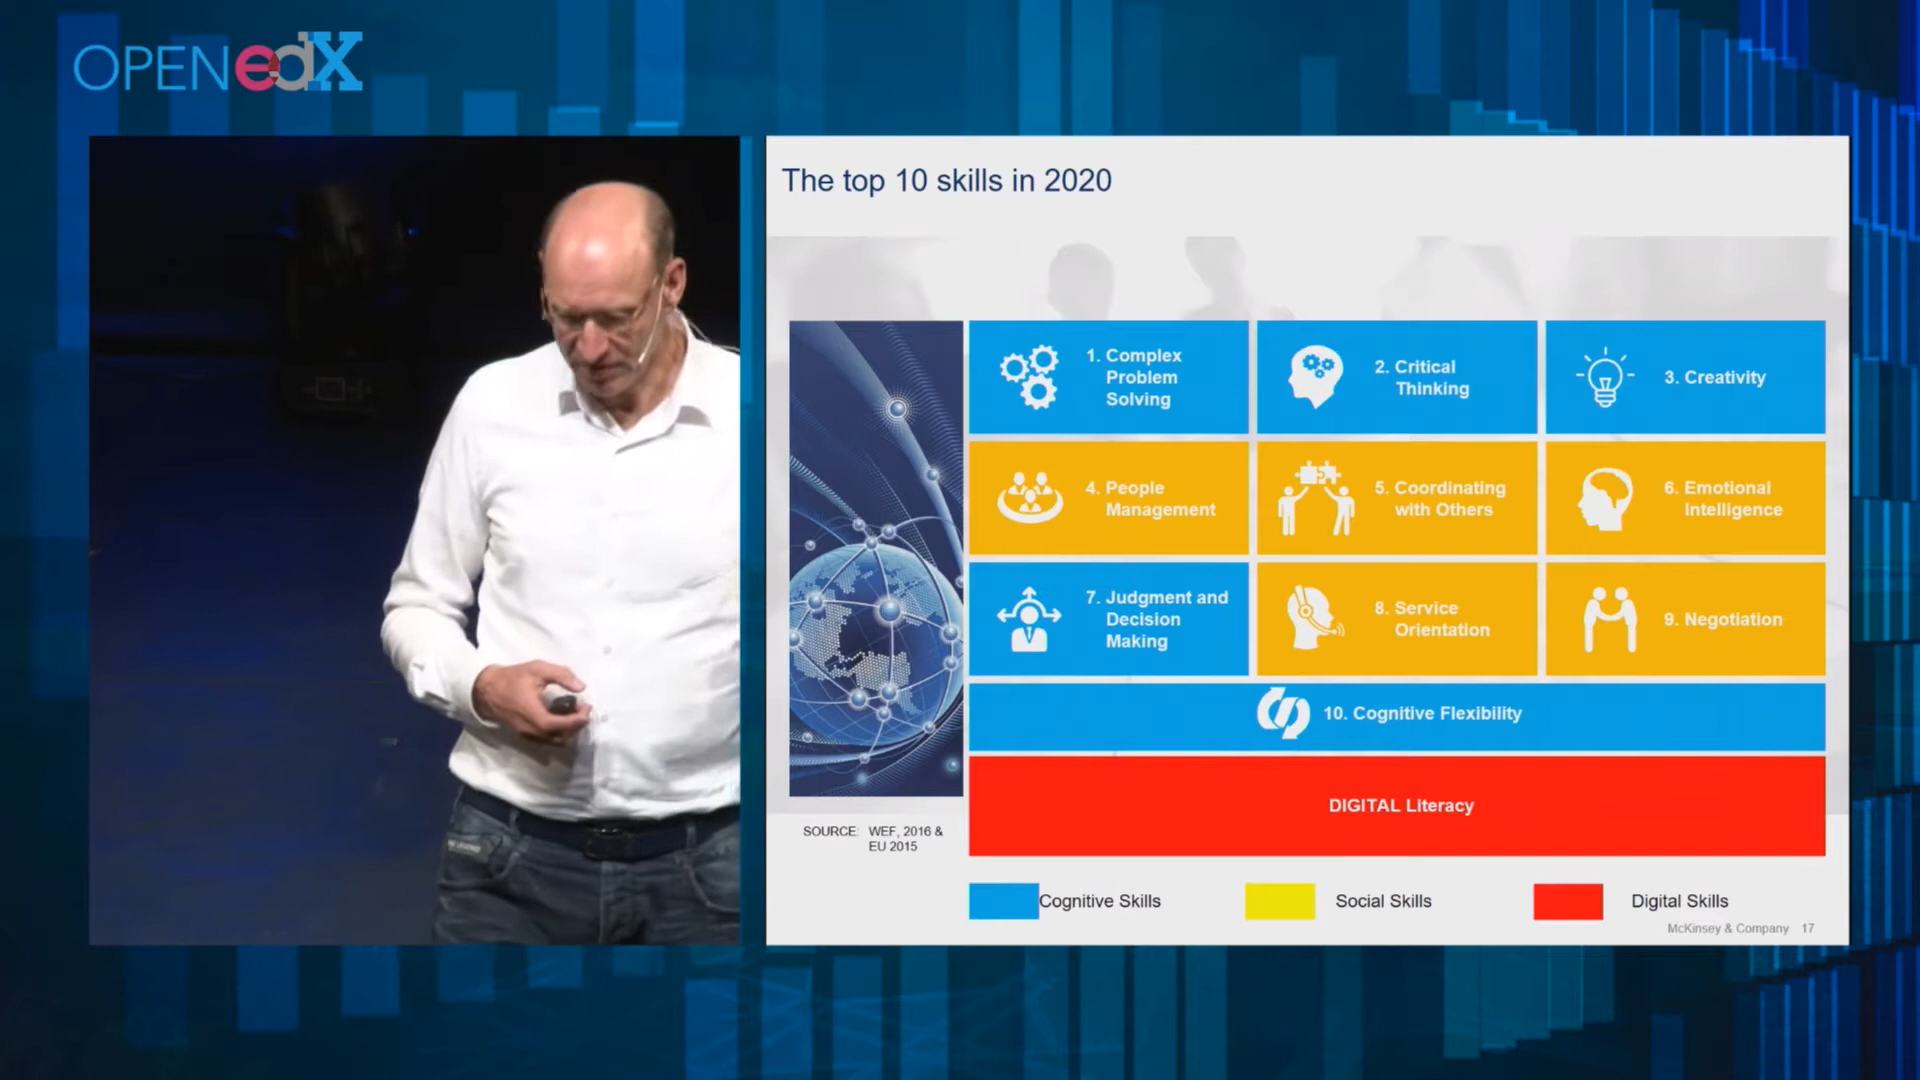 OPEN edX
The top 10 skills in 2020
1. Complex
Problem
Solving
2. Critical
Thinking
3. Creativity
4. People
Management
5. Coordinating
with Others
6. Emotional
Intelligence
7. Judgment and
Decision
Making
8. Service
Orientation
9. Negotiation
10. Cognitive Flexibility
DIGITAL Literacy
SOURCE: WEF, 2016 &
EU 2015
Cognitive Skills
Social Skills
Digital Skills
McKinsey & Company 17